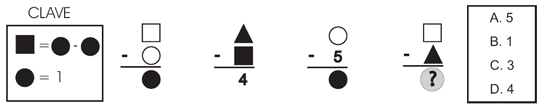 CLAVE
= -
= 1
-
- 4
- 5
- ?
A. 5
B. 1
C. 3
D. 4